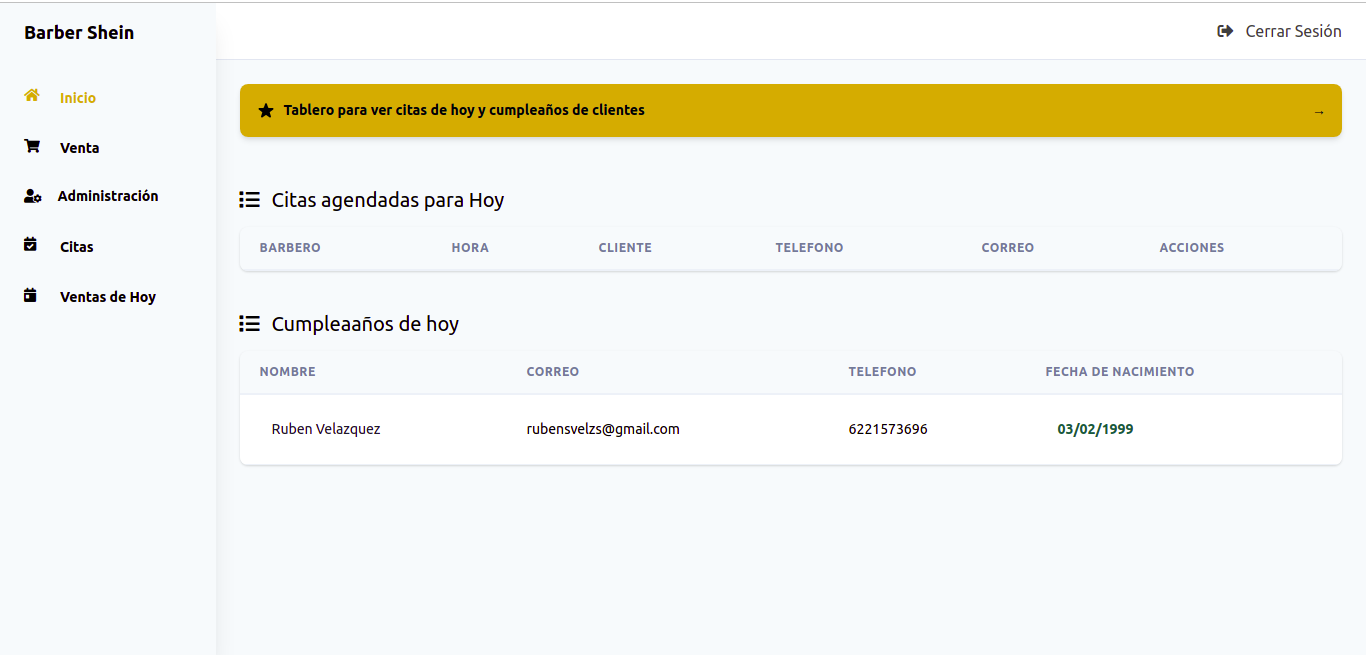 Barber Shein
Cerrar Sesión
Inicio
Venta
Administración
Citas
Ventas de Hoy
Tablero para ver citas de hoy y cumpleaños de clientes →
Citas agendadas para Hoy
BARBERO HORA CLIENTE TELEFONO CORREO ACCIONES
Cumpleaaños de hoy
NOMBRE CORREO TELEFONO FECHA DE NACIMIENTO
Ruben Velazquez rubensvelzs@gmail.com 6221573696 03/02/1999